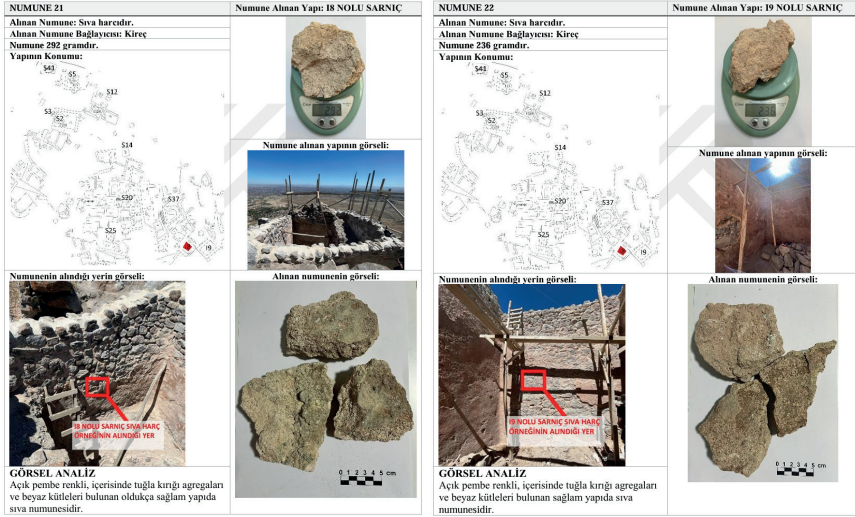 NUMUNE 21
Numune Alınan Yapı: I8 NOLU SARNIÇ
Alınan Numune: Sıva harcıdır.
Alınan Numune Bağlayıcısı: Kireç
Numune 292 gramdır.
Yapının Konumu:
S41
S5
S12
S3
S2
S14
S20
S37
S25
I9
Numune alınan yapının görseli:
Numunenin alındığı yerin görseli:
I8 NOLU SARNIÇ SIVA HARÇ
ÖRNEĞİNİN ALINDIĞI YER
Alınan numunenin görseli:
0 1 2 3 4 5 cm
GÖRSEL ANALİZ
Açık pembe renkli, içerisinde tuğla kırığı agregaları
ve beyaz kütleleri bulunan oldukça sağlam yapıda
sıva numunesidir.
NUMUNE 22
Numune Alınan Yapı: I9 NOLU SARNIÇ
Alınan Numune: Sıva harcıdır.
Alınan Numune Bağlayıcısı: Kireç
Numune 236 gramdır.
Yapının Konumu:
S41
S5
S12
S3
S2
S14
S20
S37
S25
I9
Numune alınan yapının görseli:
Numunenin alındığı yerin görseli:
I9 NOLU SARNIÇ SIVA HARÇ
ÖRNEĞİNİN ALINDIĞI YER
Alınan numunenin görseli:
0 1 2 3 4 5 cm
GÖRSEL ANALİZ
Açık pembe renkli, içerisinde tuğla kırığı agregaları
ve beyaz kütleleri bulunan sağlam yapıda sıva
numunesidir.